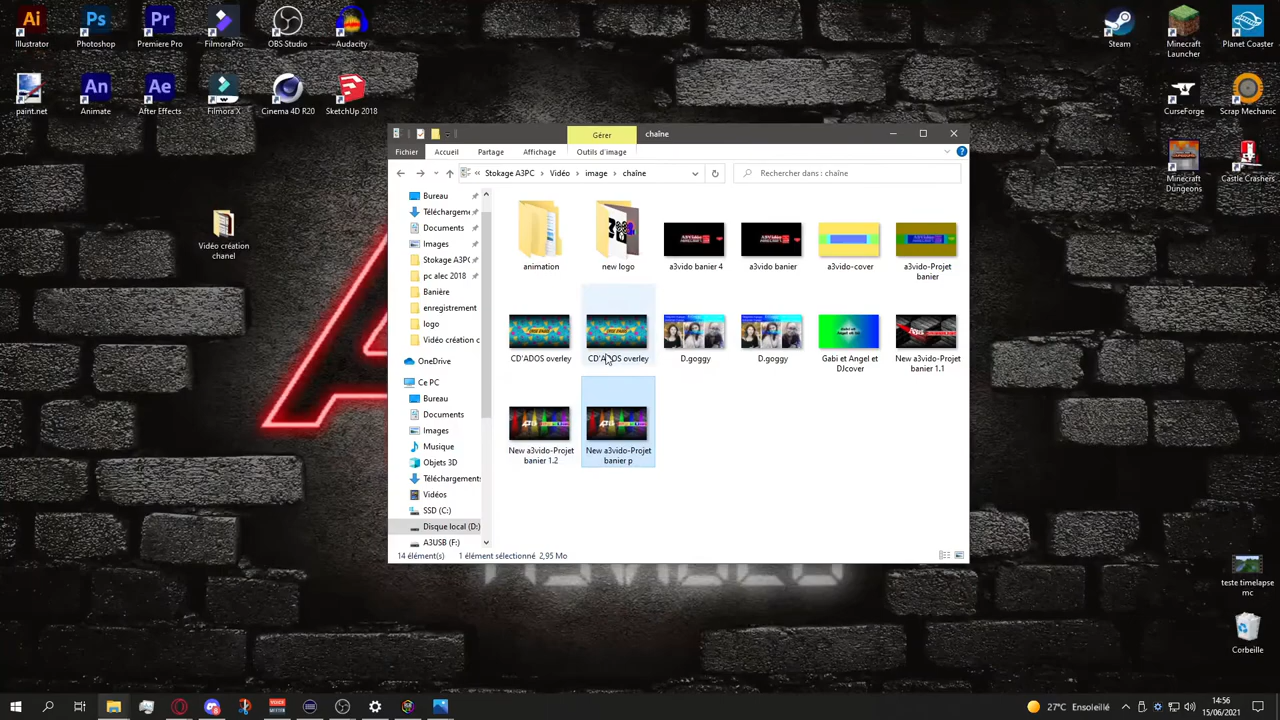 Illustrator
Photoshop
Premiere Pro
FilmoraPro
OBS Studio
Audacity
Steam
Minecraft
Launcher
Planet Coaster
paint.net
Animate
After Effects
Filmora X
Cinema 4D R20
SketchUp 2018
CurseForge
Scrap Mechanic
Minecraft
Dungeons
Castle Crashers
Vidéo création
chanel
Gérer
chaîne
Fichier
Accueil
Partage
Affichage
Outils d'image
« Stokage A3PC > Vidéo > image > chaîne
Rechercher dans : chaîne
Bureau
Téléchargeme
Documents
Images
Stokage A3PC
pc alec 2018
Banière
enregistrement
logo
Vidéo création c
OneDrive
Ce PC
Bureau
Documents
Images
Musique
Objets 3D
Téléchargements
Vidéos
SSD (C:)
Disque local (D:)
A3USB (F:)
animation
new logo
a3vido banier 4
a3vido banier
a3vido-cover
a3vido-Projet
banier
CD'ADOS overley
CD'ADOS overley
D.goggy
D.goggy
Gabi et Angel et
DJcover
New a3vido-Projet
banier 1.1
New a3vido-Projet
banier 1.2
New a3vido-Projet
banier p
14 élément(s)
1 élément sélectionné 2,95 Mo
teste timelapse
mc
Corbeille
27°C Ensoleillé
14:56
15/06/2021